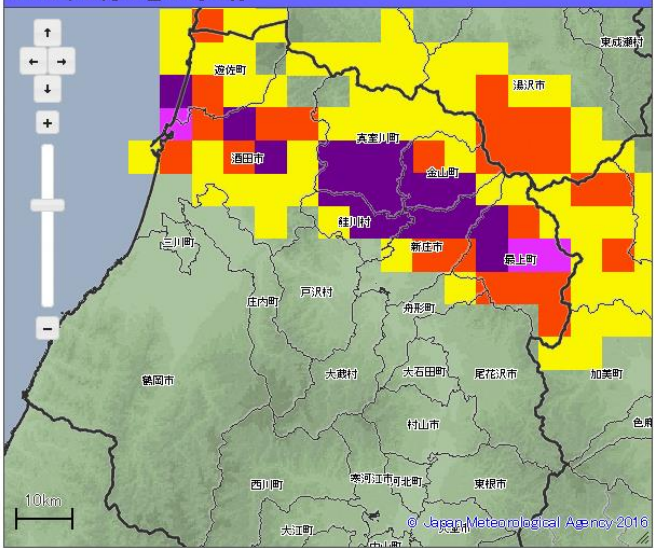 東成瀬村
遊佐町
湯沢市
真室川町
酒田市
金山町
鮭川村
三川町
新庄市
最上町
戸沢村
庄内町
舟形町
大蔵村
大石田町
尾花沢市
加美町
鶴岡市
村山市
西川町
寒河江市
河北町
東根市
10km
大江町
© Japan Meteorological Agency 2016